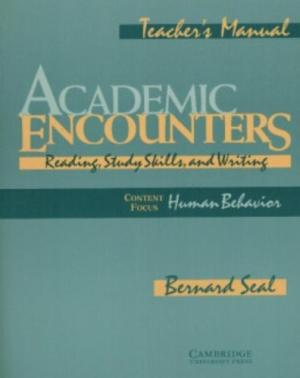 Teacher's Manual
ACADEMIC
ENCOUNTERS
Reading, Study Skills, and Writing
CONTENT
FOCUS
Human Behavior
Bernard Seal
CAMBRIDGE
UNIVERSITY PRESS